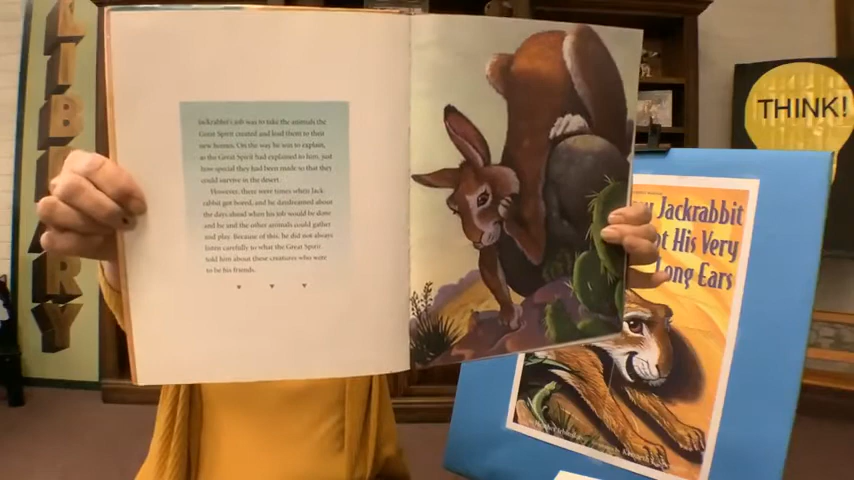 LIBRARY
Jackrabbit's job was to take the animals the
Great Spirit created and lead them to their
new homes. On the way he was to explain,
as the Great Spirit had explained to him, just
how special they had been made so that they
could survive in the desert.
However, there were times when Jack-
rabbit got bored, and he daydreamed about
the days ahead when his job would be done
and he and the other animals could gather
and play. Because of this, he did not always
listen carefully to what the Great Spirit
told him about these creatures who were
to be his friends.
THINK!
Jackrabbit
His Very
Long Ears